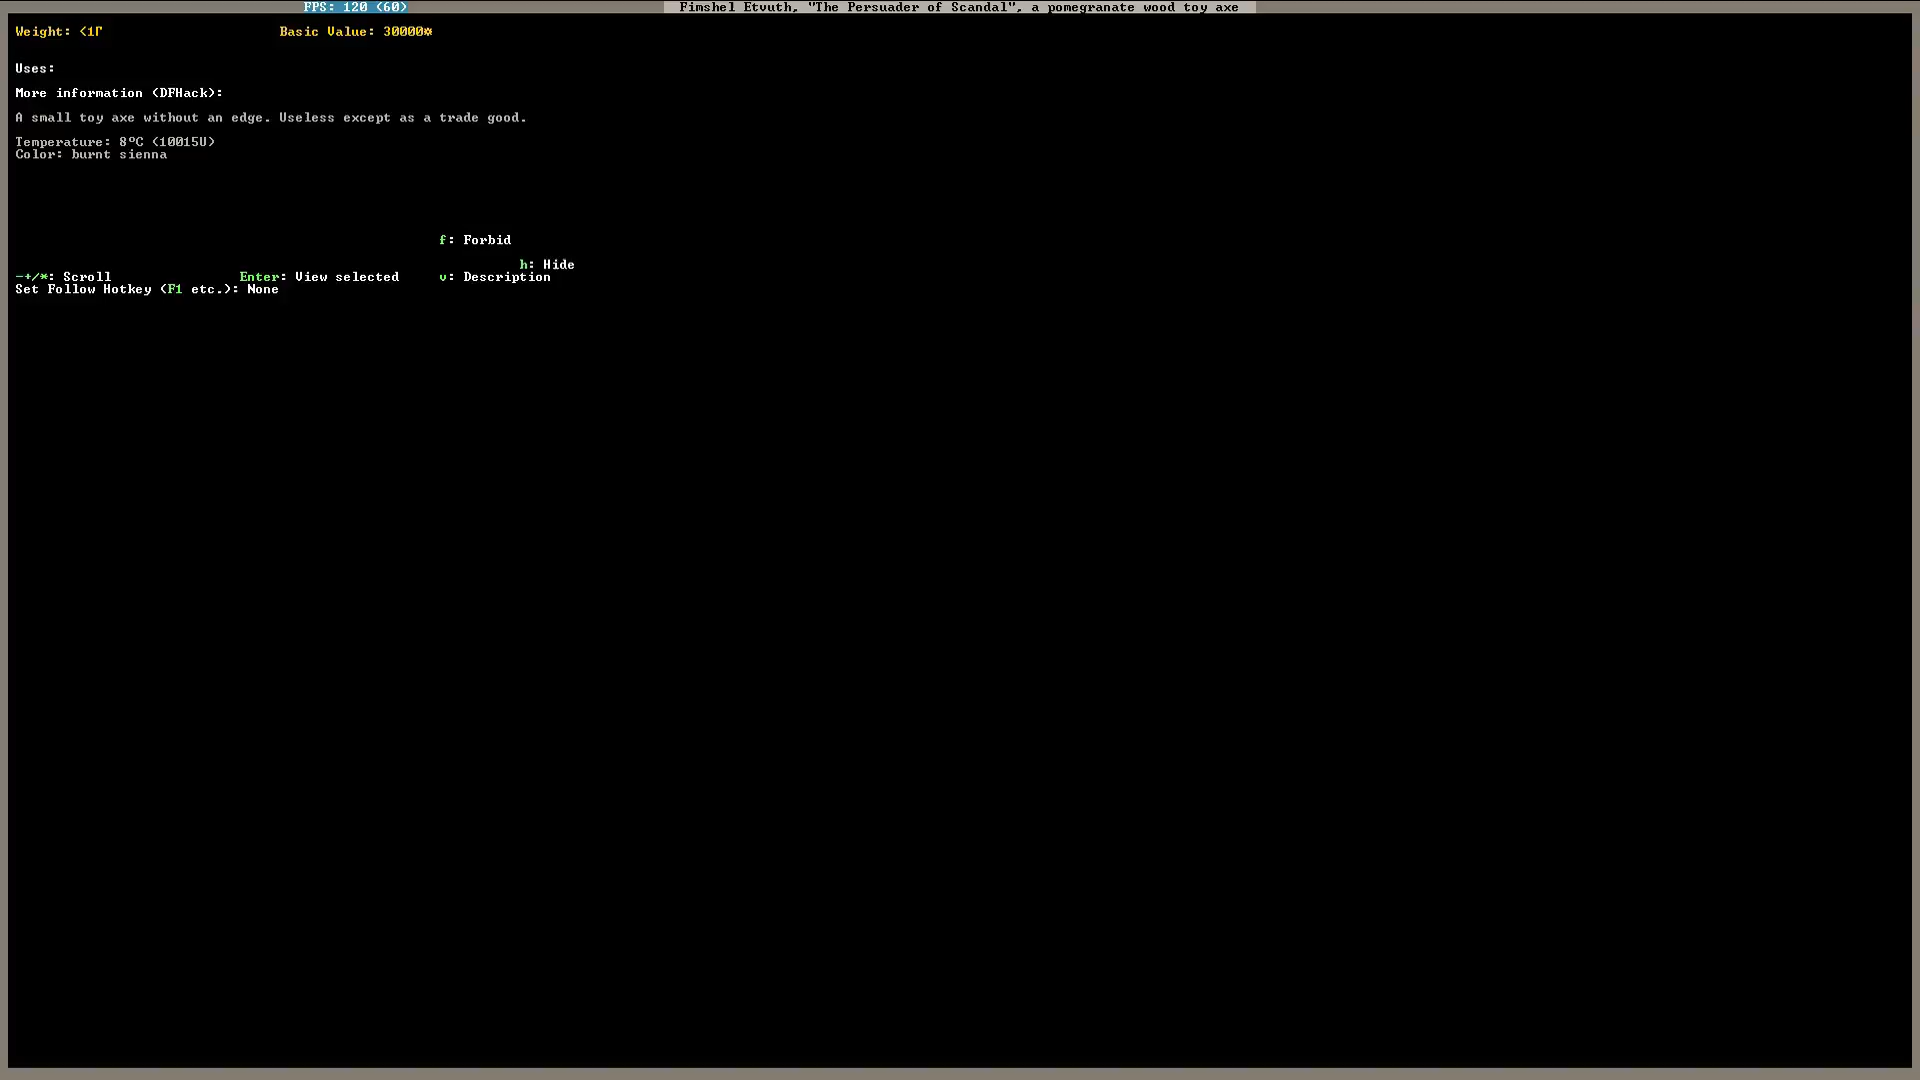 FPS: 120 (60) Fimshel Etvuth, "The Persuader of Scandal", a pomegranate wood toy axe
Weight: <1Γ Basic Value: 30000☼
Uses:
More information (DFHack):
A small toy axe without an edge. Useless except as a trade good.
Temperature: 8°C (10015U)
Color: burnt sienna
f: Forbid
h: Hide
-+/*: Scroll Enter: View selected v: Description
Set Follow Hotkey (F1 etc.): None